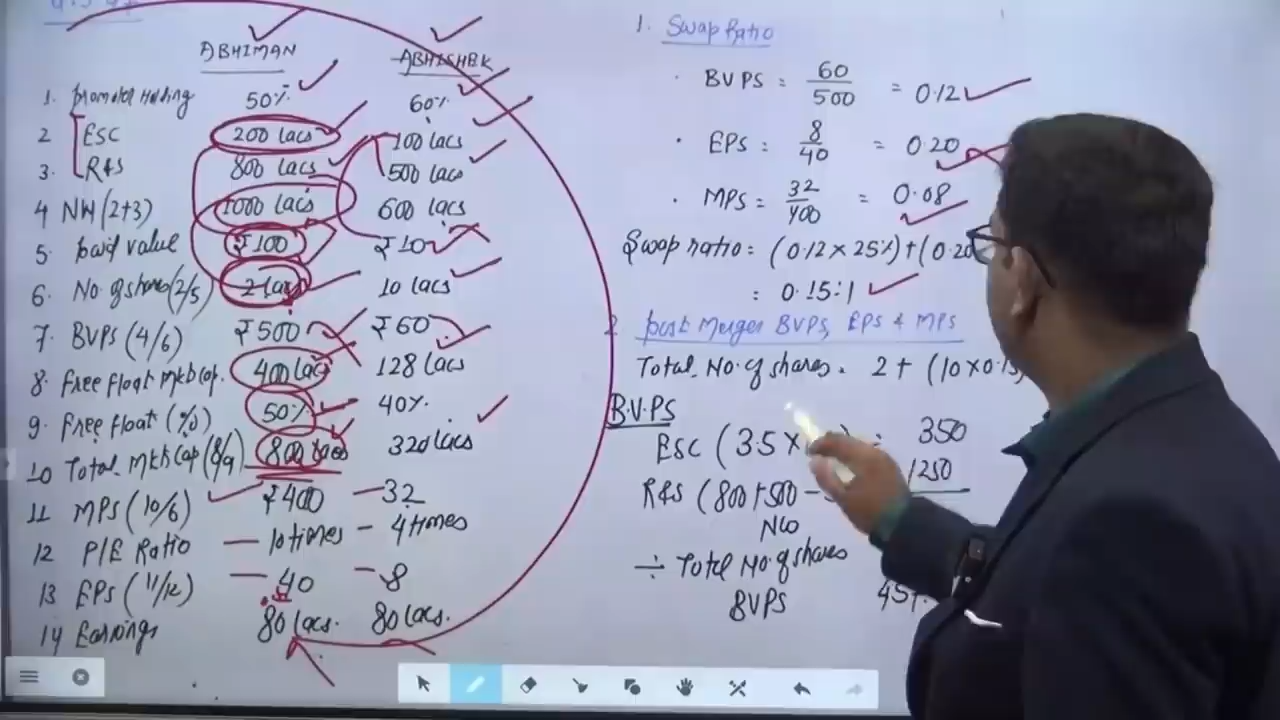 ABHIMAN ABHISHEK
1. promoter Holding 50% 60%
2 ESC 200 lacs 100 lacs
3. R&S 800 lacs 500 lacs
4 NW (2+3) 1000 lacs 600 lacs
5. paid value ₹100 ₹10
6. No. of shares (2/5) 2 lacs 10 lacs
7. BVPS (4/6) ₹500 ₹60
8. Free float Mkt Cap. 400 lacs 128 lacs
9. Free float (%) 50% 40%
10 Total Mkt Cap (8/9) 800 lacs 320 lacs
11 MPS (10/6) ₹400 32
12 P/E Ratio 10 times 4 times
13 EPS (11/12) 40 8
14 Earnings 80 lacs. 80 lacs.
1. Swap Ratio
· BVPS = 60/500 = 0.12
· EPS = 8/40 = 0.20
· MPS = 32/400 = 0.08
Swap ratio = (0.12 × 25%) + (0.20
= 0.15:1
2. post Merger BVPS, EPS & MPS
Total No. of shares = 2 + (10 × 0.15)
B.V.PS
ESC (3.5 × = 350
R&S (800+500 - 1250
NW
÷ Total No. of shares
BVPS